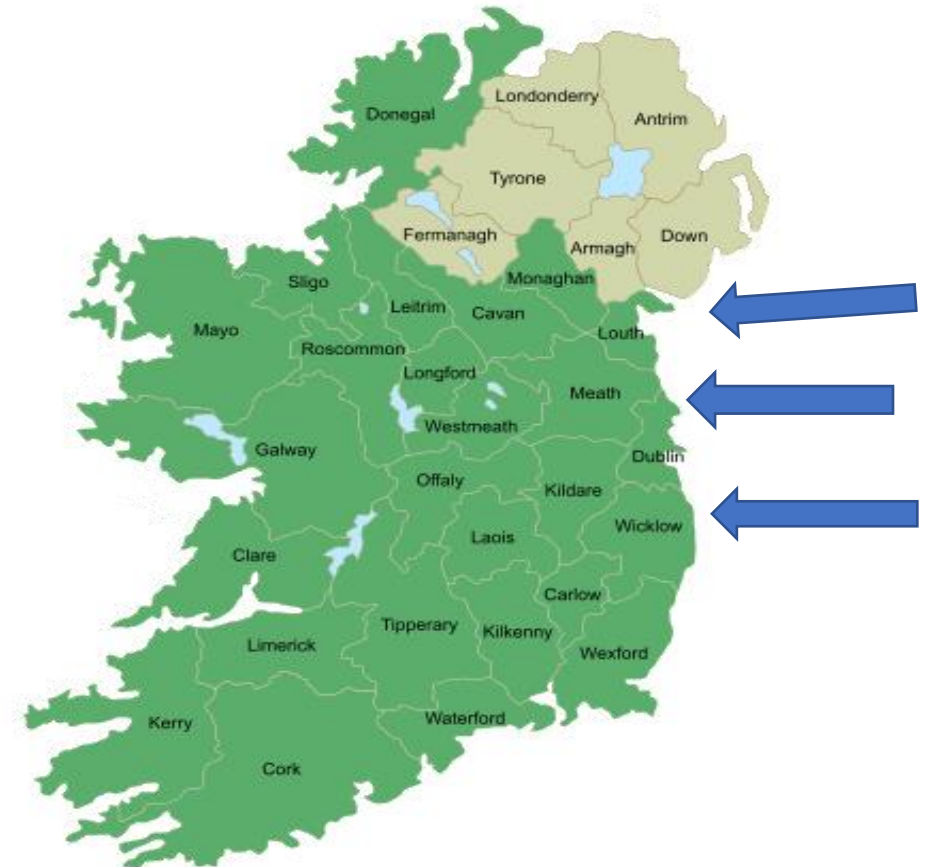 Londonderry
Donegal
Antrim
Tyrone
Fermanagh
Down
Armagh
Monaghan
Sligo
Leitrim
Cavan
Mayo
Louth
Roscommon
Longford
Meath
Westmeath
Galway
Dublin
Offaly
Kildare
Wicklow
Laois
Clare
Carlow
Tipperary
Kilkenny
Limerick
Wexford
Waterford
Kerry
Cork